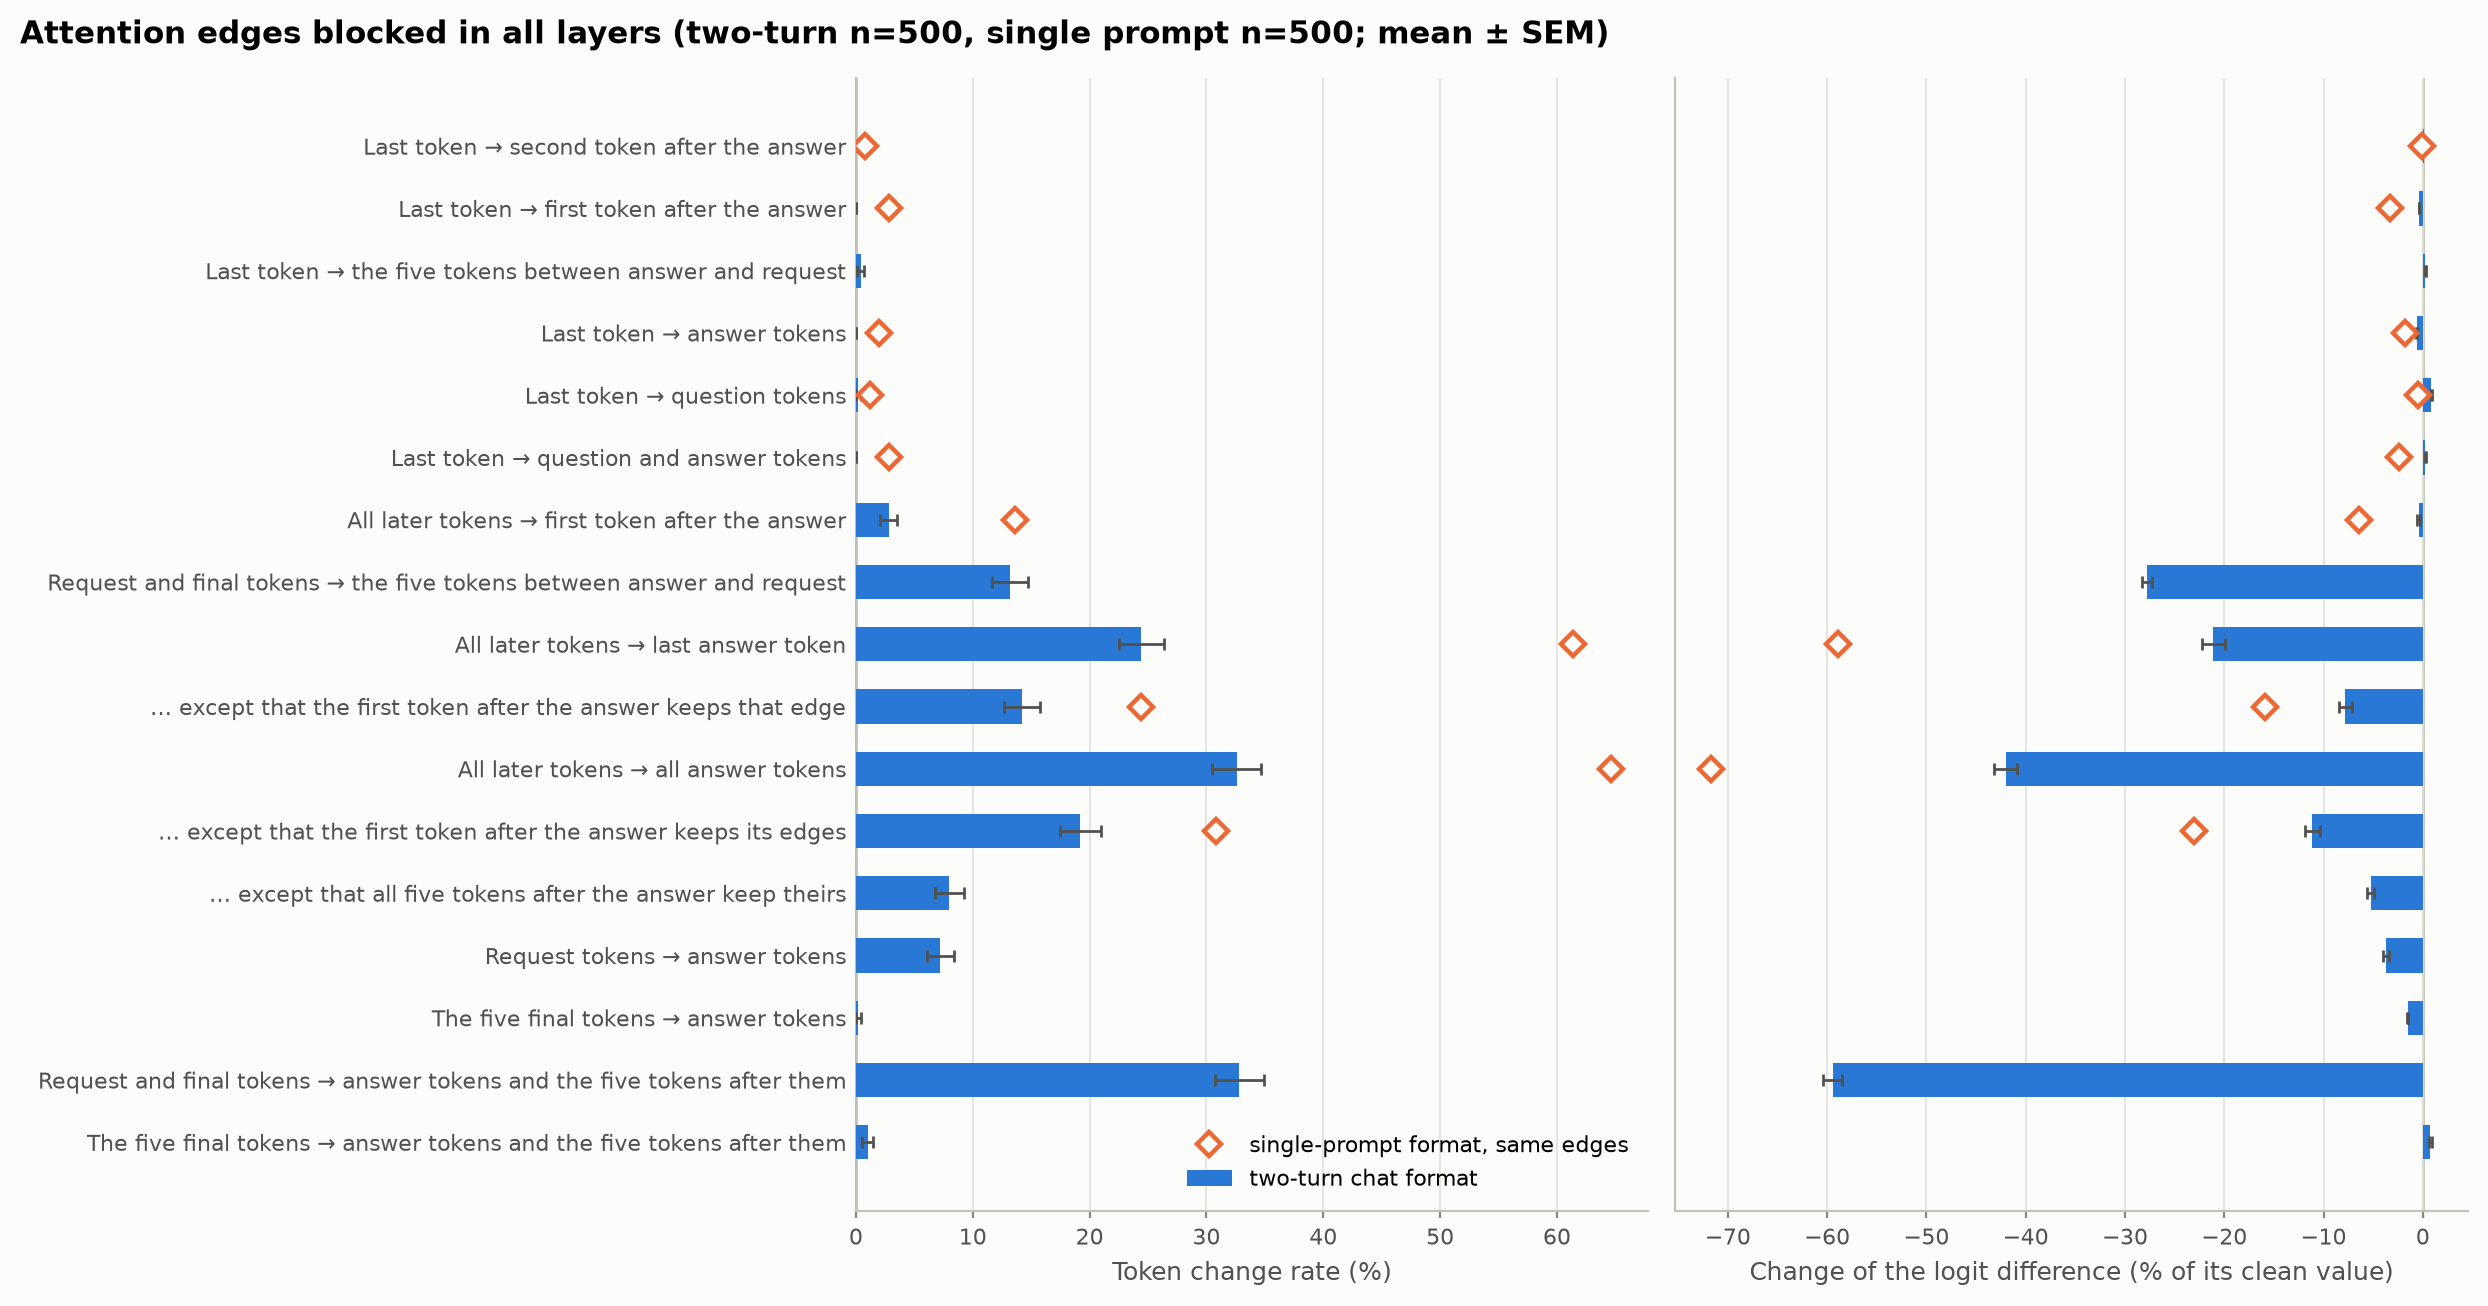 Attention edges blocked in all layers (two-turn n=500, single prompt n=500; mean ± SEM)
Last token → second token after the answer
Last token → first token after the answer
Last token → the five tokens between answer and request
Last token → answer tokens
Last token → question tokens
Last token → question and answer tokens
All later tokens → first token after the answer
Request and final tokens → the five tokens between answer and request
All later tokens → last answer token
... except that the first token after the answer keeps that edge
All later tokens → all answer tokens
... except that the first token after the answer keeps its edges
... except that all five tokens after the answer keep theirs
Request tokens → answer tokens
The five final tokens → answer tokens
Request and final tokens → answer tokens and the five tokens after them
The five final tokens → answer tokens and the five tokens after them
single-prompt format, same edges
two-turn chat format
0 10 20 30 40 50 60
Token change rate (%)
−70 −60 −50 −40 −30 −20 −10 0
Change of the logit difference (% of its clean value)